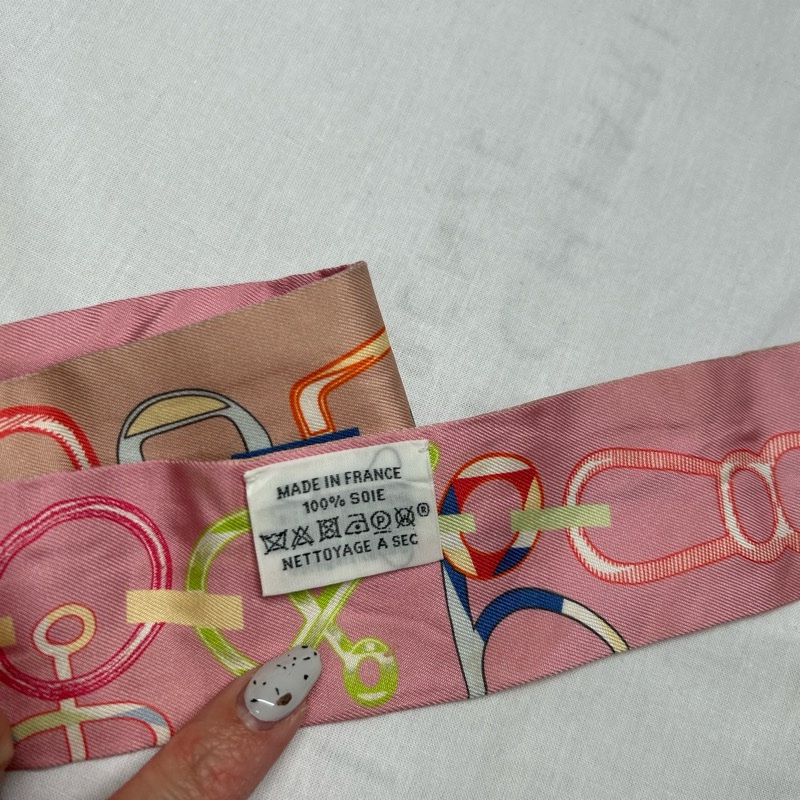 MADE IN FRANCE
100% SOIE
P W ®
NETTOYAGE A SEC